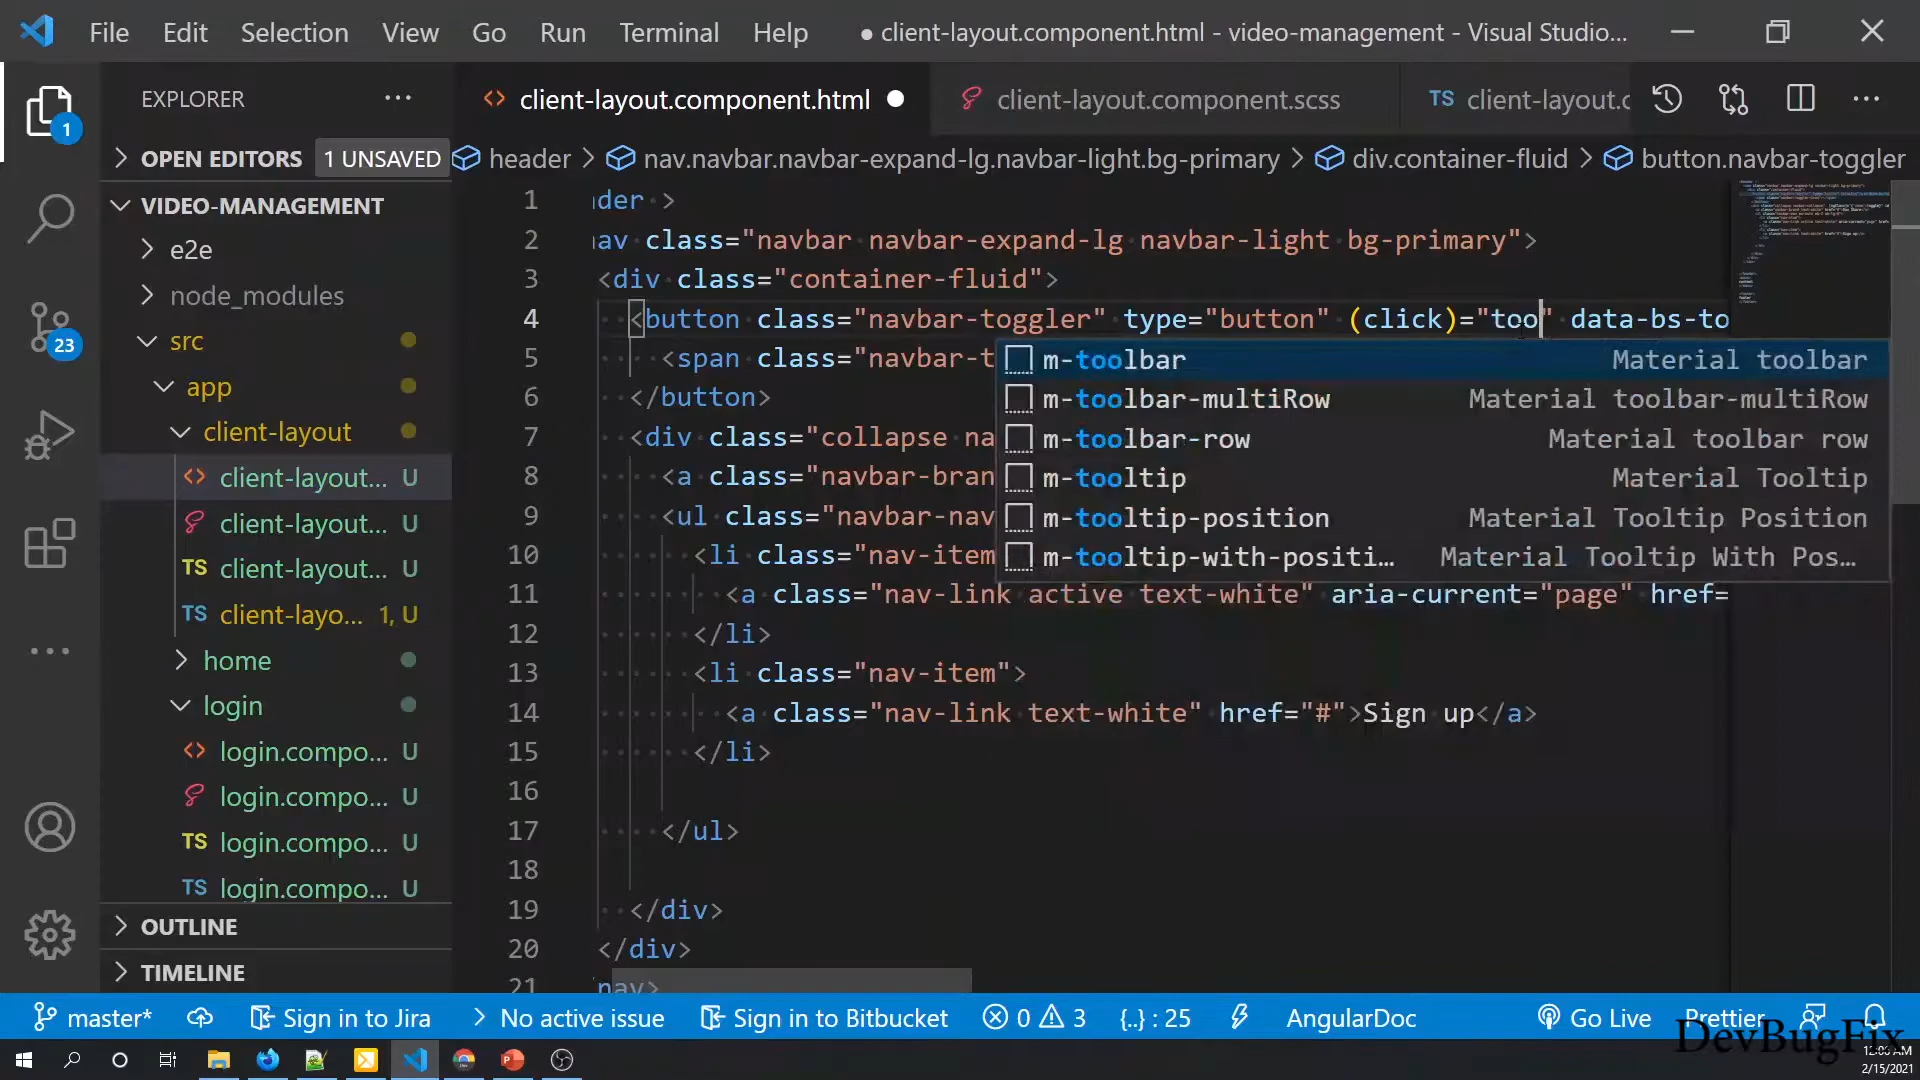 File Edit Selection View Go Run Terminal Help ● client-layout.component.html - video-management - Visual Studio...
EXPLORER ...
<> client-layout.component.html ● client-layout.component.scss TS client-layout.c
1
OPEN EDITORS 1 UNSAVED
header > nav.navbar.navbar-expand-lg.navbar-light.bg-primary > div.container-fluid > button.navbar-toggler
VIDEO-MANAGEMENT
e2e
node_modules
src
app
client-layout
<> client-layout... U
client-layout... U
TS client-layout... U
TS client-layo... 1, U
home
login
<> login.compo... U
login.compo... U
TS login.compo... U
TS login.compo... U
OUTLINE
TIMELINE
23
1 der >
2 av class="navbar navbar-expand-lg navbar-light bg-primary">
3 <div class="container-fluid">
4 <button class="navbar-toggler" type="button" (click)="too" data-bs-to
5 <span class="navbar-t
6 </button>
7 <div class="collapse na
8 <a class="navbar-bran
9 <ul class="navbar-nav
10 <li class="nav-item
11 <a class="nav-link active text-white" aria-current="page" href=
12 </li>
13 <li class="nav-item">
14 <a class="nav-link text-white" href="#">Sign up</a>
15 </li>
16
17 </ul>
18
19 </div>
20 </div>
21 nav>
m-toolbar Material toolbar
m-toolbar-multiRow Material toolbar-multiRow
m-toolbar-row Material toolbar row
m-tooltip Material Tooltip
m-tooltip-position Material Tooltip Position
m-tooltip-with-positi... Material Tooltip With Pos...
master* Sign in to Jira > No active issue Sign in to Bitbucket 0 3 {..} : 25 AngularDoc Go Live Prettier
DevBugFix
12:06 AM
2/15/2021